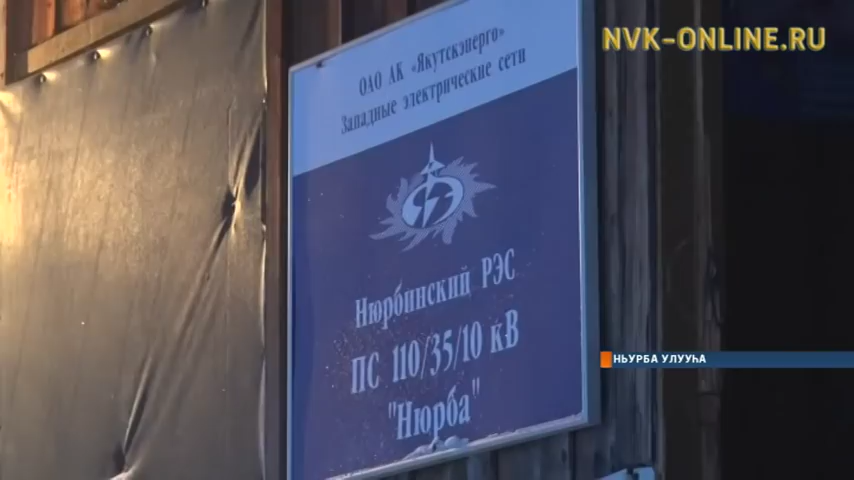 NVK-ONLINE.RU
ОАО АК «Якутскэнерго»
Западные электрические сети
Нюрбинский РЭС
ПС 110/35/10 кВ
"Нюрба"
НЬУРБА УЛУУҺА